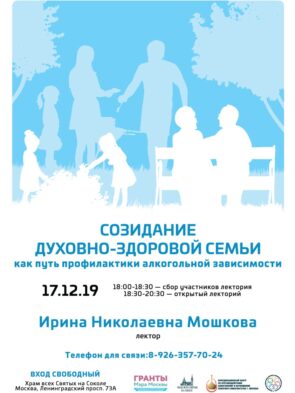 СОЗИДАНИЕ
ДУХОВНО-ЗДОРОВОЙ СЕМЬИ
как путь профилактики алкогольной зависимости
17.12.19
18:00-18:30 — сбор участников лектория
18:30-20:30 — открытый лекторий
Ирина Николаевна Мошкова
лектор
Телефон для связи:8-926-357-70-24
ВХОД СВОБОДНЫЙ
Храм всех Святых на Соколе
Москва, Ленинградский просп. 73А
ГРАНТЫ
Мэра Москвы